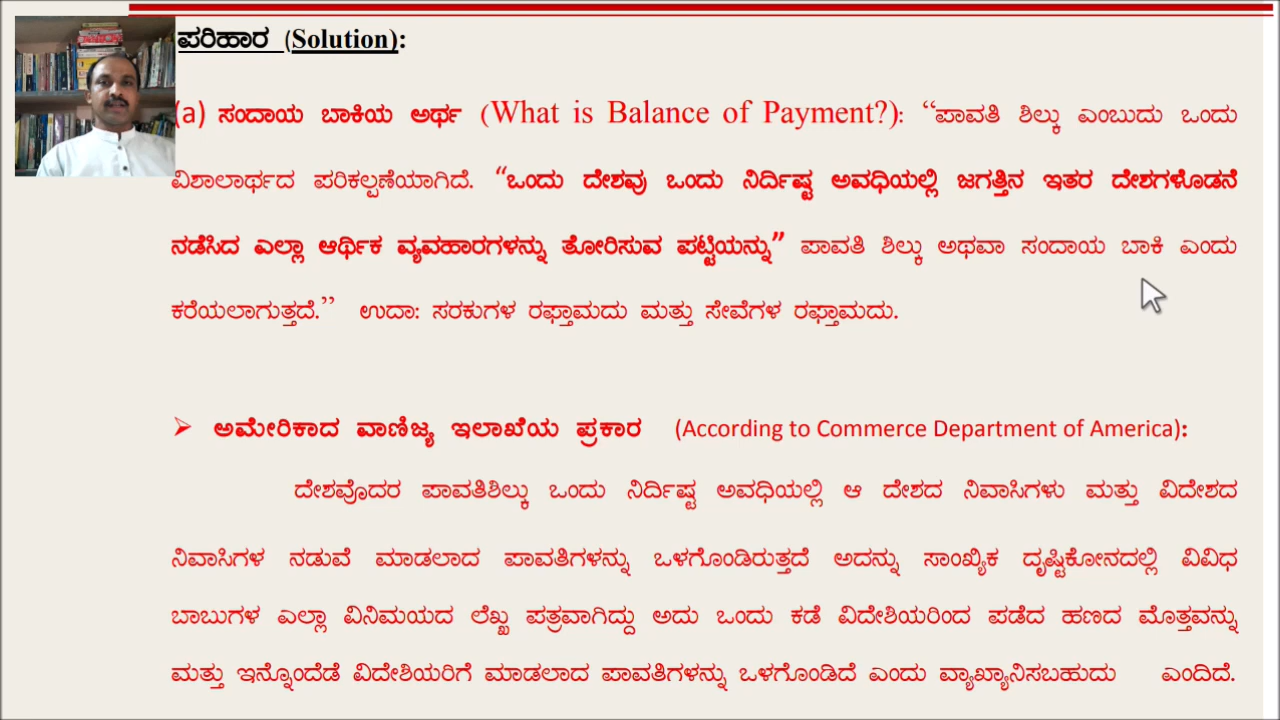 ಪರಿಹಾರ (Solution):
(a) ಸಂದಾಯ ಬಾಕಿಯ ಅರ್ಥ (What is Balance of Payment?): “ಪಾವತಿ ಶಿಲ್ಕು ಎಂಬುದು ಒಂದು
ವಿಶಾಲಾರ್ಥದ ಪರಿಕಲ್ಪಣೆಯಾಗಿದೆ. “ಒಂದು ದೇಶವು ಒಂದು ನಿರ್ದಿಷ್ಟ ಅವಧಿಯಲ್ಲಿ ಜಗತ್ತಿನ ಇತರ ದೇಶಗಳೊಡನೆ
ನಡೆಸಿದ ಎಲ್ಲಾ ಆರ್ಥಿಕ ವ್ಯವಹಾರಗಳನ್ನು ತೋರಿಸುವ ಪಟ್ಟಿಯನ್ನು” ಪಾವತಿ ಶಿಲ್ಕು ಅಥವಾ ಸಂದಾಯ ಬಾಕಿ ಎಂದು
ಕರೆಯಲಾಗುತ್ತದೆ.” ಉದಾ: ಸರಕುಗಳ ರಫ್ತಾಮದು ಮತ್ತು ಸೇವೆಗಳ ರಫ್ತಾಮದು.
➢ ಅಮೇರಿಕಾದ ವಾಣಿಜ್ಯ ಇಲಾಖೆಯ ಪ್ರಕಾರ (According to Commerce Department of America):
ದೇಶವೊದರ ಪಾವತಿಶಿಲ್ಕು ಒಂದು ನಿರ್ದಿಷ್ಟ ಅವಧಿಯಲ್ಲಿ ಆ ದೇಶದ ನಿವಾಸಿಗಳು ಮತ್ತು ವಿದೇಶದ
ನಿವಾಸಿಗಳ ನಡುವೆ ಮಾಡಲಾದ ಪಾವತಿಗಳನ್ನು ಒಳಗೊಂಡಿರುತ್ತದೆ ಅದನ್ನು ಸಾಂಖ್ಯಿಕ ದೃಷ್ಟಿಕೋನದಲ್ಲಿ ವಿವಿಧ
ಬಾಬುಗಳ ಎಲ್ಲಾ ವಿನಿಮಯದ ಲೆಖ್ಖ ಪತ್ರವಾಗಿದ್ದು ಅದು ಒಂದು ಕಡೆ ವಿದೇಶಿಯರಿಂದ ಪಡೆದ ಹಣದ ಮೊತ್ತವನ್ನು
ಮತ್ತು ಇನ್ನೊಂದೆಡೆ ವಿದೇಶಿಯರಿಗೆ ಮಾಡಲಾದ ಪಾವತಿಗಳನ್ನು ಒಳಗೊಂಡಿದೆ ಎಂದು ವ್ಯಾಖ್ಯಾನಿಸಬಹುದು ಎಂದಿದೆ.